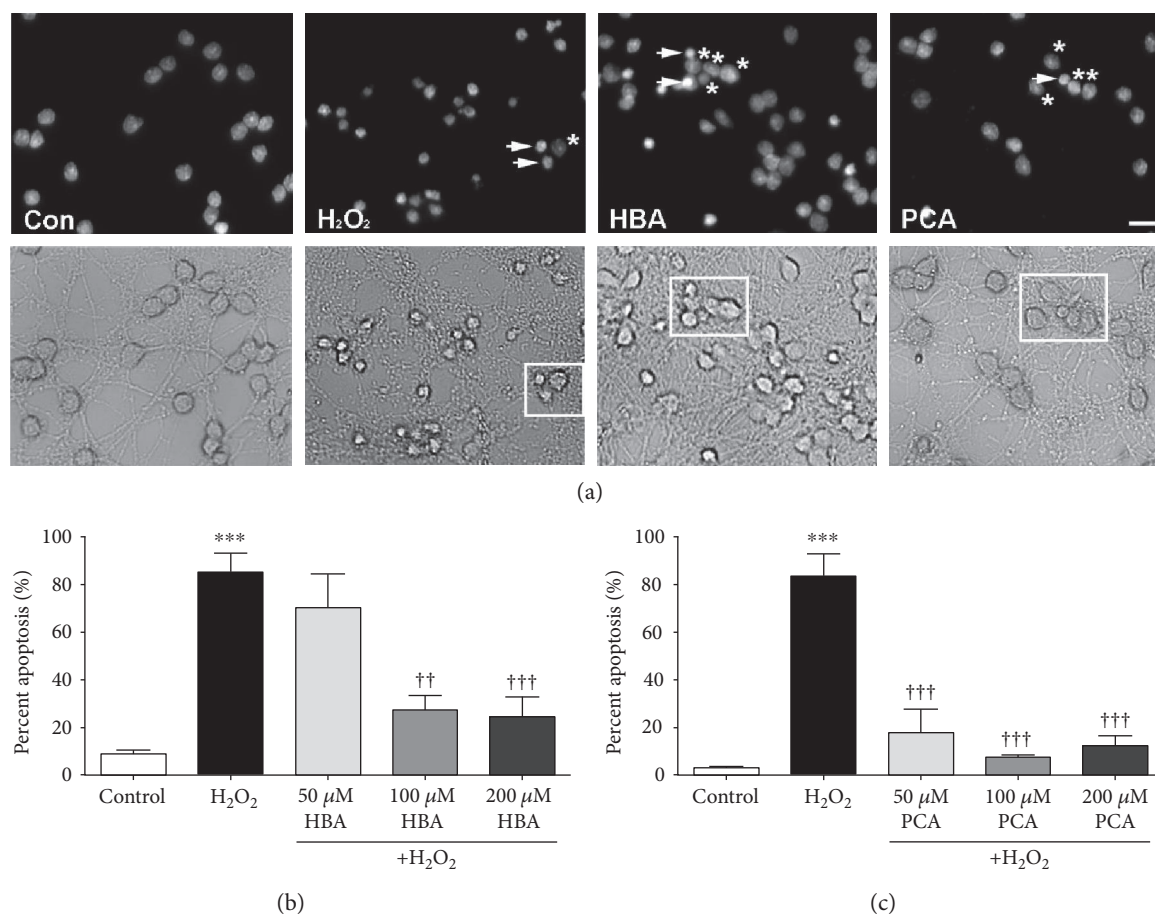 Con
H₂O₂
HBA
PCA
(a)
Percent apoptosis (%)
100
80
60
40
20
0
***
††
†††
Control
H₂O₂
50 μM HBA
100 μM HBA
200 μM HBA
+H₂O₂
(b)
Percent apoptosis (%)
100
80
60
40
20
0
***
†††
†††
†††
Control
H₂O₂
50 μM PCA
100 μM PCA
200 μM PCA
+H₂O₂
(c)